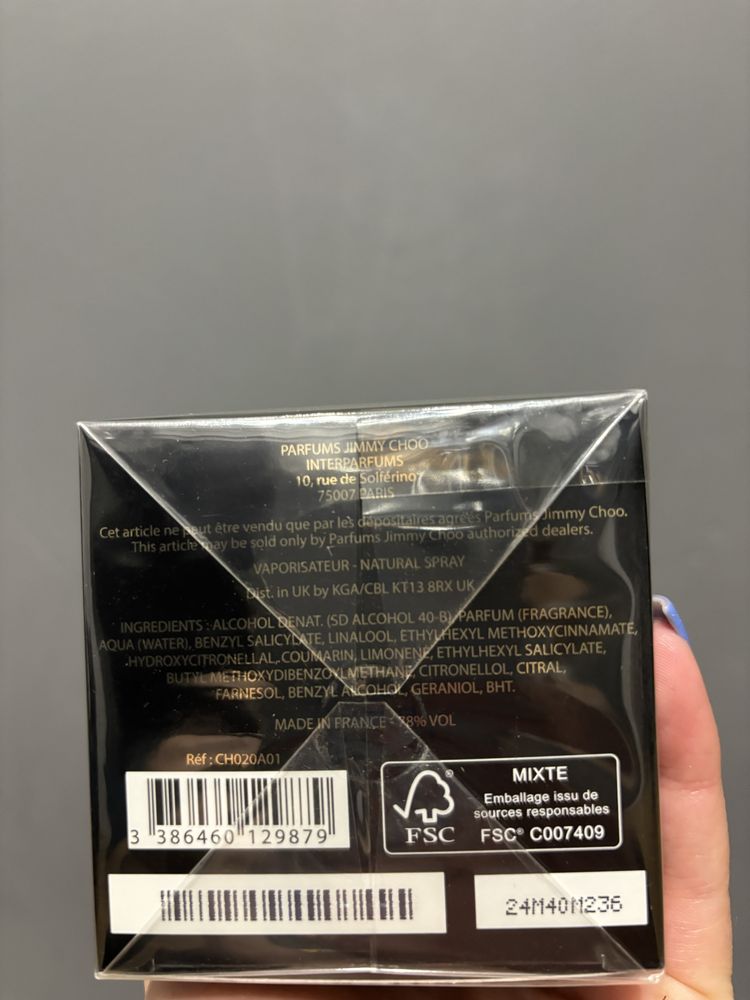 PARFUMS JIMMY CHOO
INTERPARFUMS
10, rue de Solférino
75007 PARIS
Cet article ne peut être vendu que par les dépositaires agréés Parfums Jimmy Choo.
This article may be sold only by Parfums Jimmy Choo authorized dealers.
VAPORISATEUR - NATURAL SPRAY
Dist. in UK by KGA/CBL KT13 8RX UK
INGREDIENTS : ALCOHOL DENAT. (SD ALCOHOL 40-B), PARFUM (FRAGRANCE),
AQUA (WATER), BENZYL SALICYLATE, LINALOOL, ETHYLHEXYL METHOXYCINNAMATE,
HYDROXYCITRONELLAL, COUMARIN, LIMONENE, ETHYLHEXYL SALICYLATE,
BUTYL METHOXYDIBENZOYLMETHANE, CITRONELLOL, CITRAL,
FARNESOL, BENZYL ALCOHOL, GERANIOL, BHT.
MADE IN FRANCE - 78% VOL
Réf : CH020A01
3 386460 129879
FSC®
MIXTE
Emballage issu de
sources responsables
FSC® C007409
24M40M236